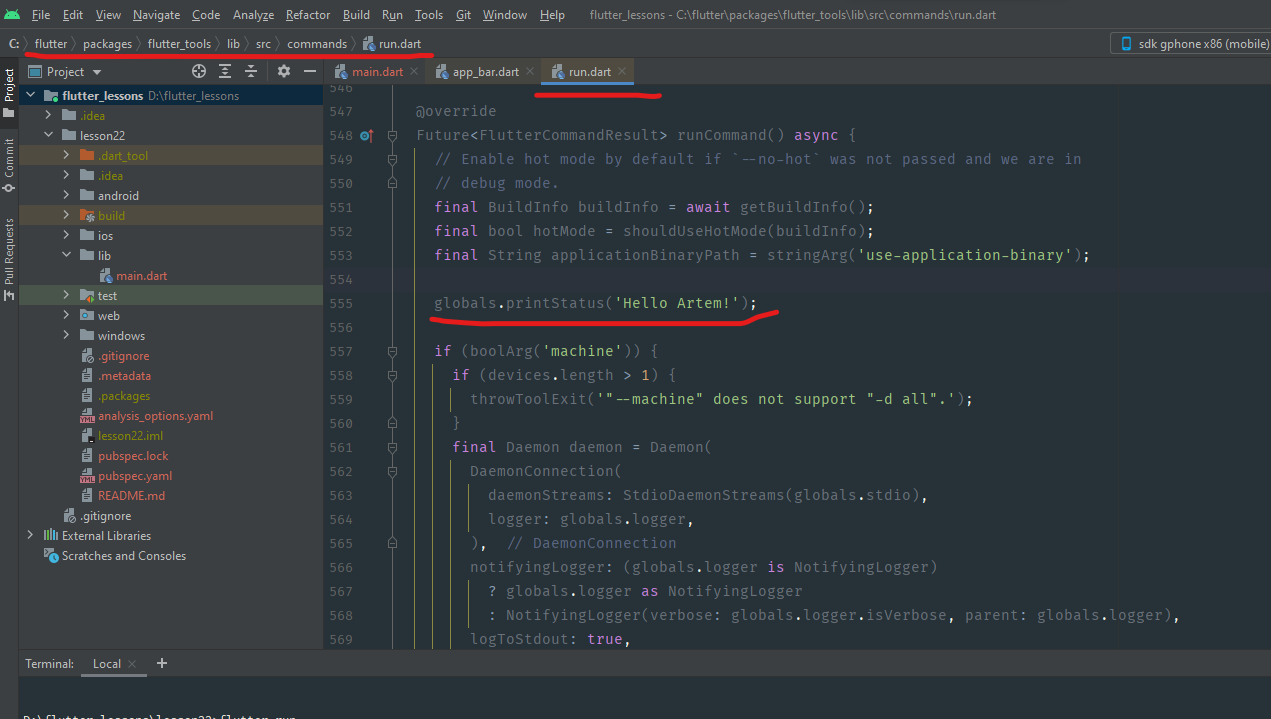 File Edit View Navigate Code Analyze Refactor Build Run Tools Git Window Help flutter_lessons - C:\flutter\packages\flutter_tools\lib\src\commands\run.dart
C: flutter packages flutter_tools lib src commands run.dart sdk gphone x86 (mobile)
Project
Commit
Pull Requests
Project
flutter_lessons D:\flutter_lessons
.idea
lesson22
.dart_tool
.idea
android
build
ios
lib
main.dart
test
web
windows
.gitignore
.metadata
.packages
analysis_options.yaml
lesson22.iml
pubspec.lock
pubspec.yaml
README.md
.gitignore
External Libraries
Scratches and Consoles
main.dart app_bar.dart run.dart
546
547 @override
548 Future<FlutterCommandResult> runCommand() async {
549 // Enable hot mode by default if `--no-hot` was not passed and we are in
550 // debug mode.
551 final BuildInfo buildInfo = await getBuildInfo();
552 final bool hotMode = shouldUseHotMode(buildInfo);
553 final String applicationBinaryPath = stringArg('use-application-binary');
554
555 globals.printStatus('Hello Artem!');
556
557 if (boolArg('machine')) {
558 if (devices.length > 1) {
559 throwToolExit('"--machine" does not support "-d all".');
560 }
561 final Daemon daemon = Daemon(
562 DaemonConnection(
563 daemonStreams: StdioDaemonStreams(globals.stdio),
564 logger: globals.logger,
565 ), // DaemonConnection
566 notifyingLogger: (globals.logger is NotifyingLogger)
567 ? globals.logger as NotifyingLogger
568 : NotifyingLogger(verbose: globals.logger.isVerbose, parent: globals.logger),
569 logToStdout: true,
Terminal: Local +
D:\flutter_lessons\lesson22>flutter run